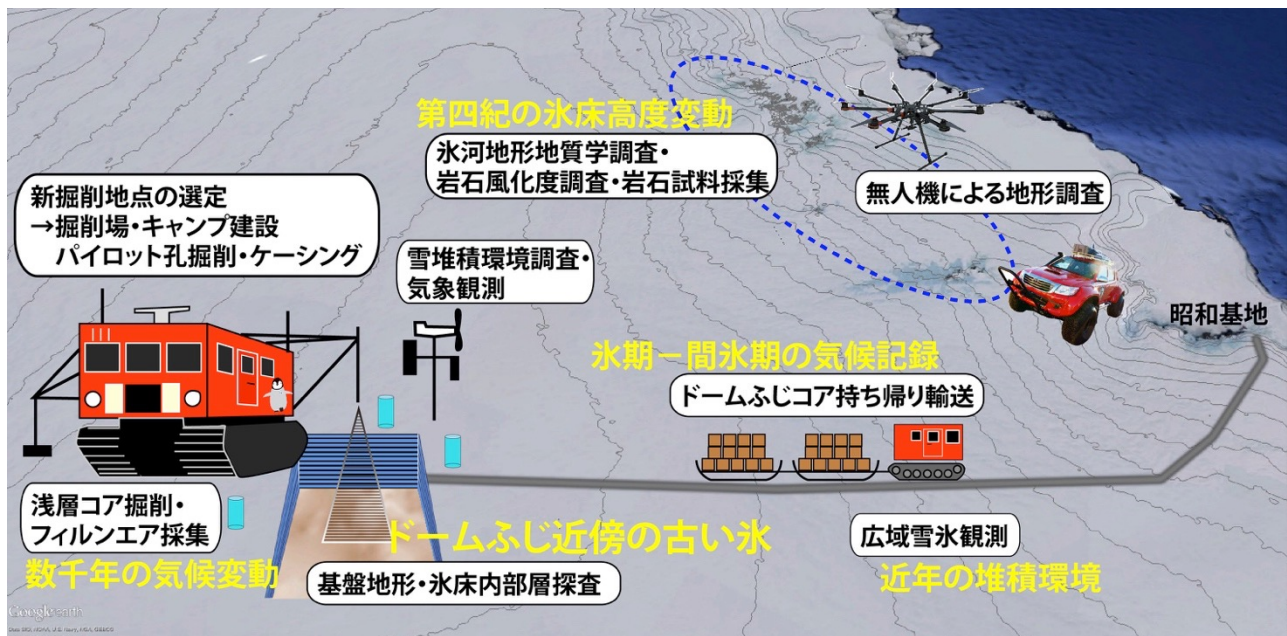 第四紀の氷床高度変動
氷河地形地質学調査・
岩石風化度調査・岩石試料採集
無人機による地形調査
新掘削地点の選定
→掘削場・キャンプ建設
パイロット孔掘削・ケーシング
雪堆積環境調査・
気象観測
昭和基地
氷期－間氷期の気候記録
ドームふじコア持ち帰り輸送
浅層コア掘削・
フィルンエア採集
数千年の気候変動
ドームふじ近傍の古い氷
基盤地形・氷床内部層探査
広域雪氷観測
近年の堆積環境
Google earth
Data SIO, NOAA, U.S. Navy, NGA, GEBCO